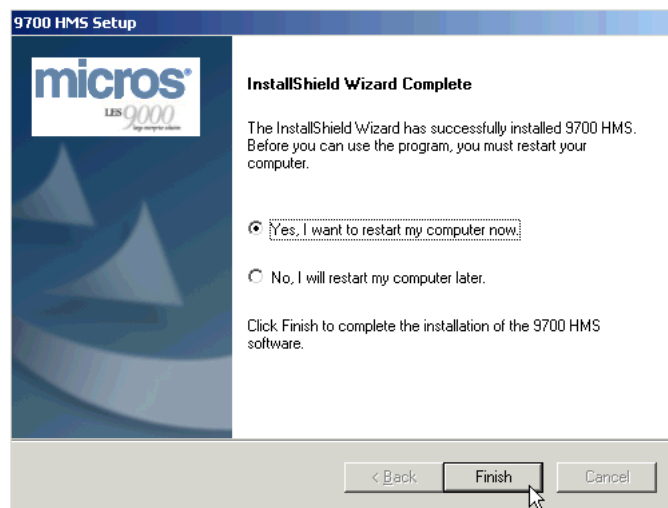 9700 HMS Setup
micros®
LES 9000
InstallShield Wizard Complete
The InstallShield Wizard has successfully installed 9700 HMS.
Before you can use the program, you must restart your
computer.
Yes, I want to restart my computer now.
No, I will restart my computer later.
Click Finish to complete the installation of the 9700 HMS
software.
< Back
Finish
Cancel